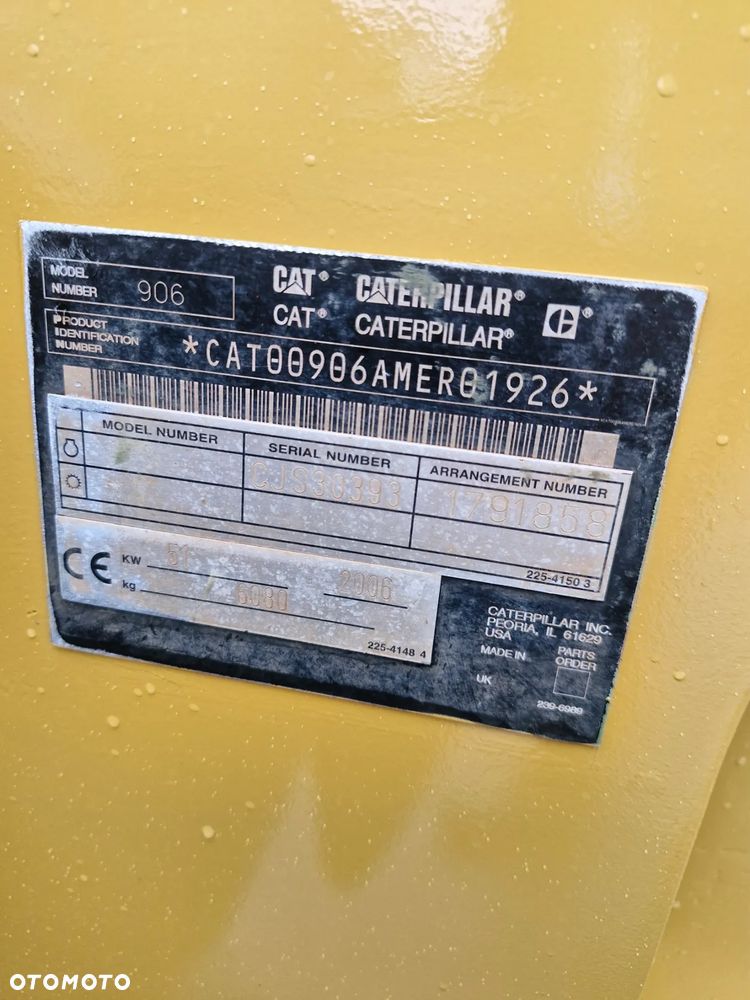 MODEL
NUMBER 906
CAT® CATERPILLAR®
CAT® CATERPILLAR®
PRODUCT
IDENTIFICATION
NUMBER
*CAT00906AMER01926*
MODEL NUMBER SERIAL NUMBER ARRANGEMENT NUMBER
CJS30393 1791858
225-4150 3
CE
KW 51 2006
kg 6080
225-4148 4
CATERPILLAR INC.
PEORIA, IL 61629
USA
MADE IN
UK
PARTS
ORDER
239-6989
OTOMOTO